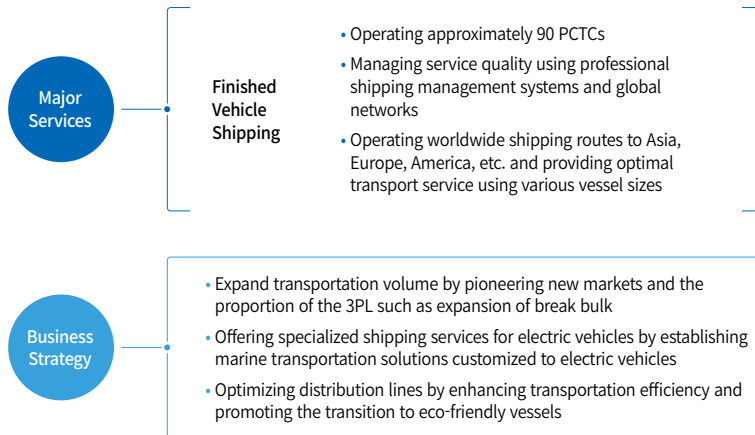 Major
Services
Finished
Vehicle
Shipping
• Operating approximately 90 PCTCs
• Managing service quality using professional
shipping management systems and global
networks
• Operating worldwide shipping routes to Asia,
Europe, America, etc. and providing optimal
transport service using various vessel sizes
Business
Strategy
• Expand transportation volume by pioneering new markets and the
proportion of the 3PL such as expansion of break bulk
• Offering specialized shipping services for electric vehicles by establishing
marine transportation solutions customized to electric vehicles
• Optimizing distribution lines by enhancing transportation efficiency and
promoting the transition to eco-friendly vessels